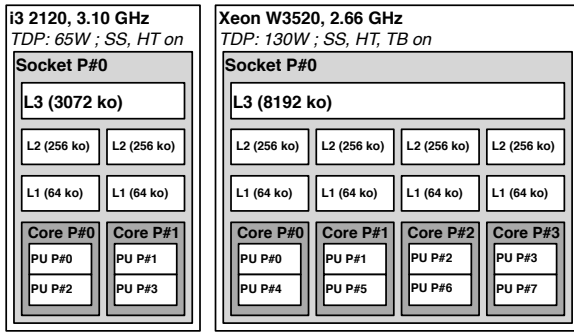 i3 2120, 3.10 GHz
TDP: 65W ; SS, HT on
Socket P#0
L3 (3072 ko)
L2 (256 ko) L2 (256 ko)
L1 (64 ko) L1 (64 ko)
Core P#0 Core P#1
PU P#0 PU P#1
PU P#2 PU P#3
Xeon W3520, 2.66 GHz
TDP: 130W ; SS, HT, TB on
Socket P#0
L3 (8192 ko)
L2 (256 ko) L2 (256 ko) L2 (256 ko) L2 (256 ko)
L1 (64 ko) L1 (64 ko) L1 (64 ko) L1 (64 ko)
Core P#0 Core P#1 Core P#2 Core P#3
PU P#0 PU P#1 PU P#2 PU P#3
PU P#4 PU P#5 PU P#6 PU P#7